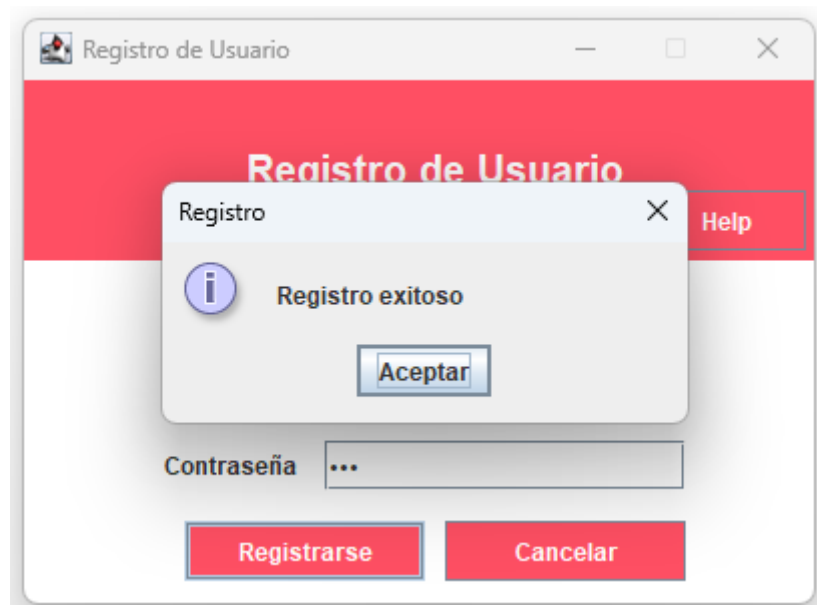 Registro de Usuario
Registro de Usuario
Registro
Help
i
Registro exitoso
Aceptar
Contraseña
•••
Registrarse
Cancelar